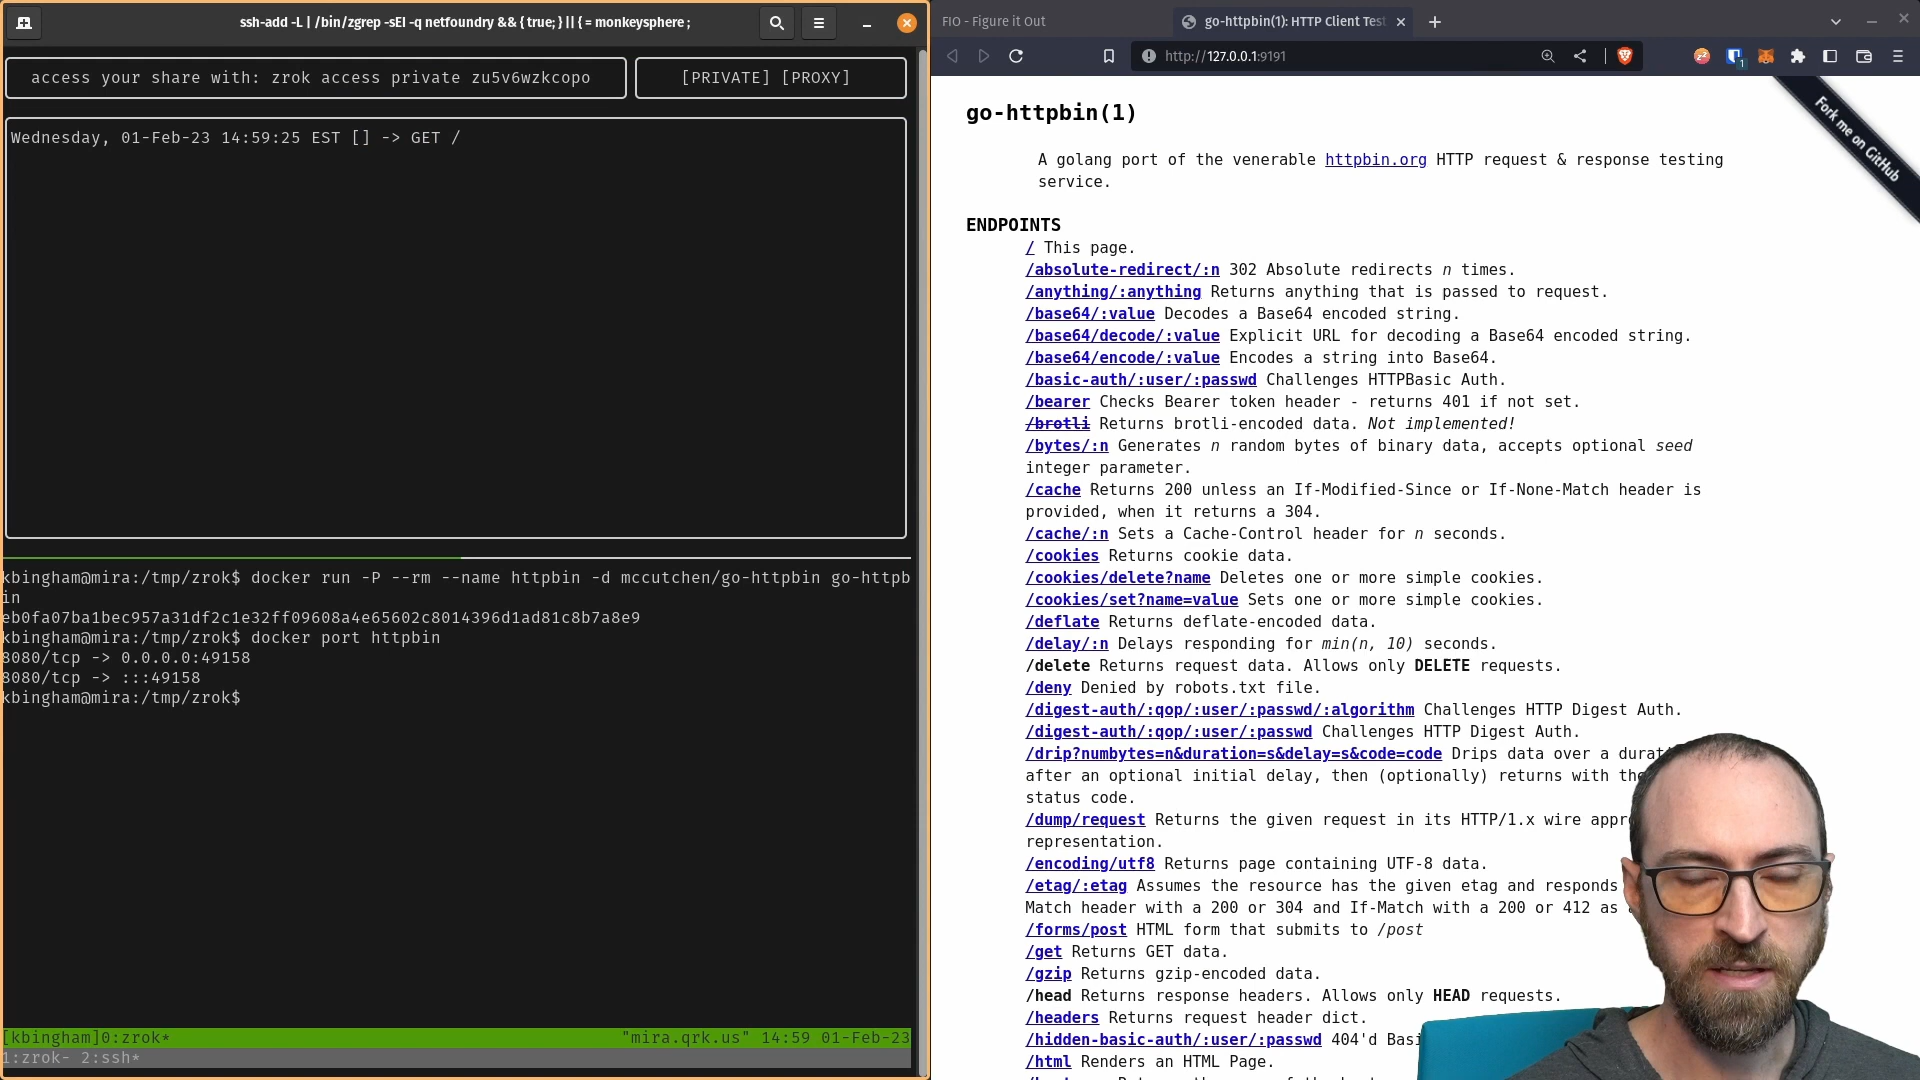 ssh-add -L | /bin/zgrep -sEI -q netfoundry && { true; } || { = monkeysphere ;
access your share with: zrok access private zu5v6wzkcopo
[PRIVATE] [PROXY]
Wednesday, 01-Feb-23 14:59:25 EST [] -> GET /
kbingham@mira:/tmp/zrok$ docker run -P --rm --name httpbin -d mccutchen/go-httpbin go-httpb
in
eb0fa07ba1bec957a31df2c1e32ff09608a4e65602c8014396d1ad81c8b7a8e9
kbingham@mira:/tmp/zrok$ docker port httpbin
8080/tcp -> 0.0.0.0:49158
8080/tcp -> :::49158
kbingham@mira:/tmp/zrok$
[kbingham]0:zrok* "mira.qrk.us" 14:59 01-Feb-23
1:zrok- 2:ssh*
FIO - Figure it Out
go-httpbin(1): HTTP Client Test
http://127.0.0.1:9191
1
Fork me on GitHub
go-httpbin(1)
A golang port of the venerable httpbin.org HTTP request & response testing
service.
ENDPOINTS
/ This page.
/absolute-redirect/:n 302 Absolute redirects n times.
/anything/:anything Returns anything that is passed to request.
/base64/:value Decodes a Base64 encoded string.
/base64/decode/:value Explicit URL for decoding a Base64 encoded string.
/base64/encode/:value Encodes a string into Base64.
/basic-auth/:user/:passwd Challenges HTTPBasic Auth.
/bearer Checks Bearer token header - returns 401 if not set.
/brotli Returns brotli-encoded data. Not implemented!
/bytes/:n Generates n random bytes of binary data, accepts optional seed
integer parameter.
/cache Returns 200 unless an If-Modified-Since or If-None-Match header is
provided, when it returns a 304.
/cache/:n Sets a Cache-Control header for n seconds.
/cookies Returns cookie data.
/cookies/delete?name Deletes one or more simple cookies.
/cookies/set?name=value Sets one or more simple cookies.
/deflate Returns deflate-encoded data.
/delay/:n Delays responding for min(n, 10) seconds.
/delete Returns request data. Allows only DELETE requests.
/deny Denied by robots.txt file.
/digest-auth/:qop/:user/:passwd/:algorithm Challenges HTTP Digest Auth.
/digest-auth/:qop/:user/:passwd Challenges HTTP Digest Auth.
/drip?numbytes=n&duration=s&delay=s&code=code Drips data over a
after an optional initial delay, then (optionally) returns with
status code.
/dump/request Returns the given request in its HTTP/1.x wire
representation.
/encoding/utf8 Returns page containing UTF-8 data.
/etag/:etag Assumes the resource has the given etag and responds
Match header with a 200 or 304 and If-Match with a 200 or 412 as
/forms/post HTML form that submits to /post
/get Returns GET data.
/gzip Returns gzip-encoded data.
/head Returns response headers. Allows only HEAD requests.
/headers Returns request header dict.
/hidden-basic-auth/:user/:passwd 404'd
/html Renders an HTML Page.